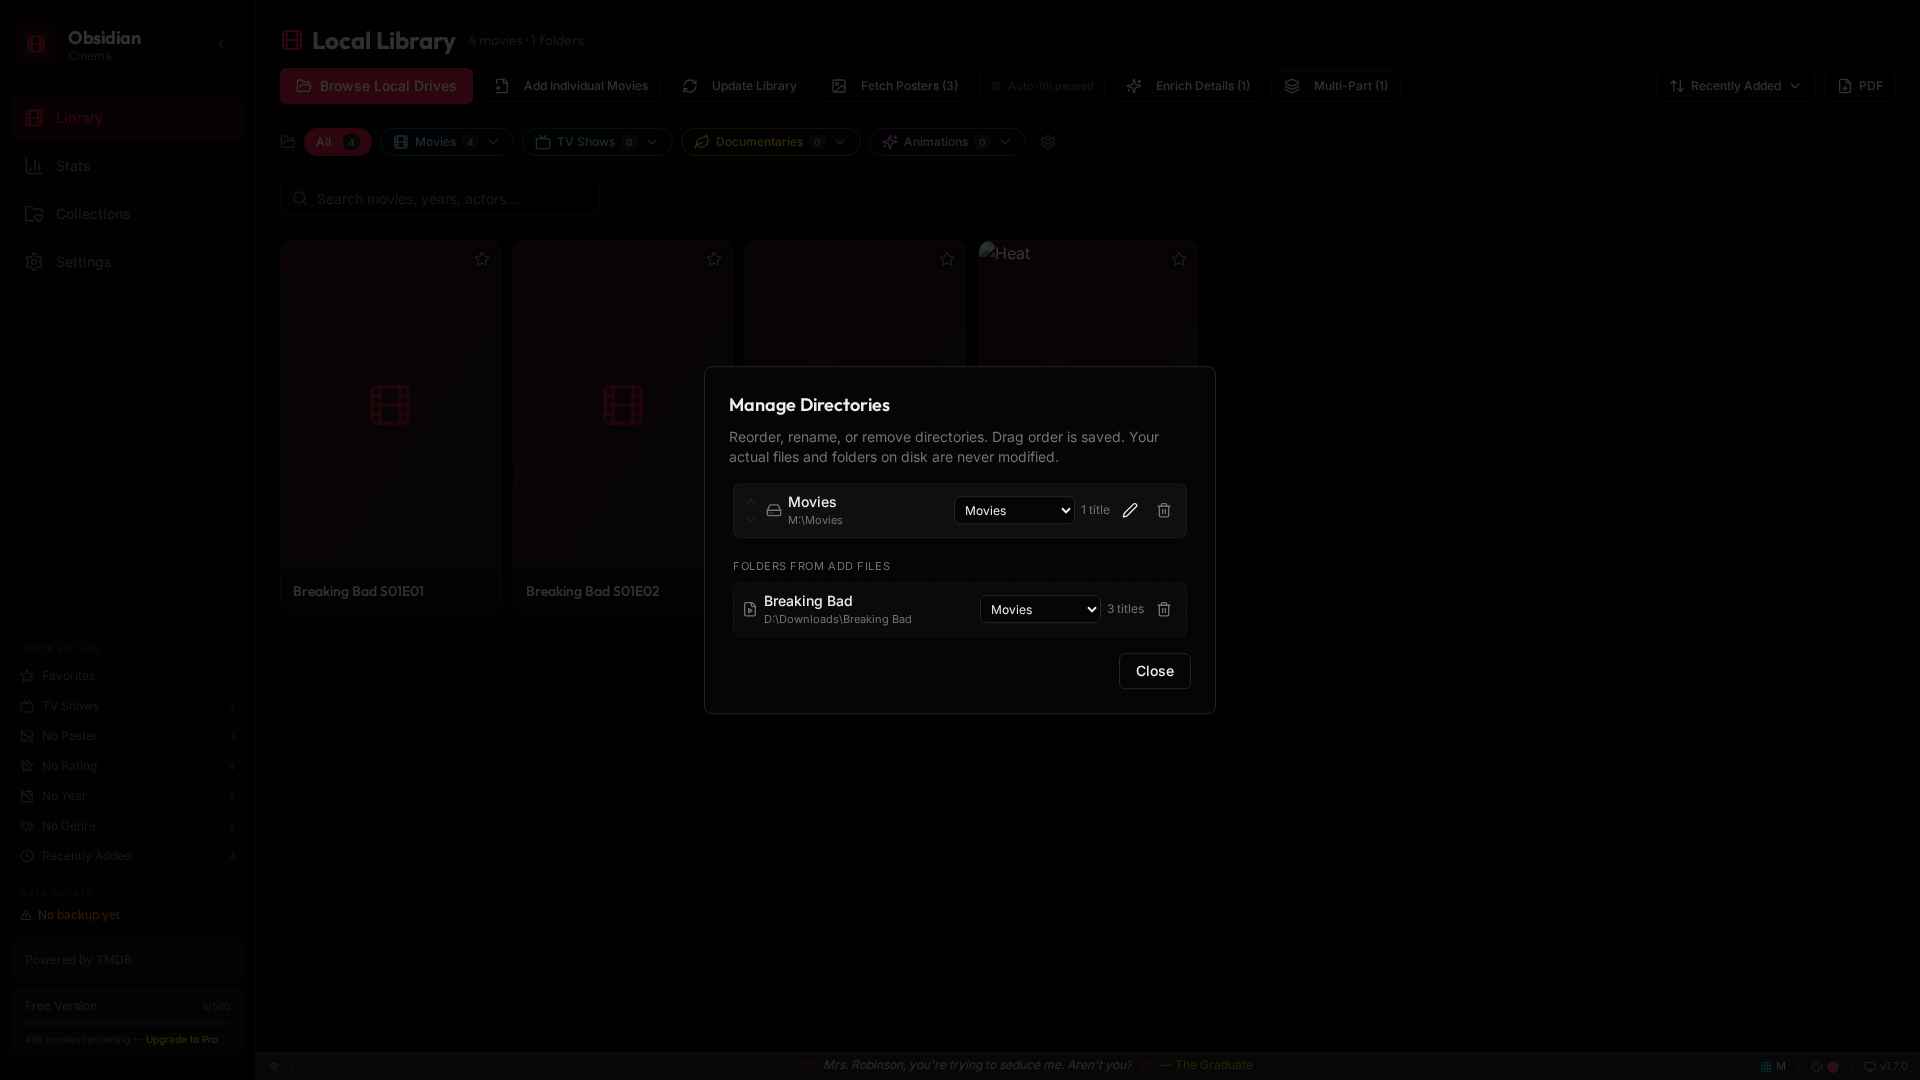 Obsidian
Cinema
Library
Stats
Collections
Settings
Favorites
TV Shows
No Poster
No Rating
No Year
No Genre
Recently Added
No backup yet
Powered by TMDB
Free Version
Upgrade to Pro
Local Library 4 movies · 1 folders
Browse Local Drives Add Individual Movies Update Library Fetch Posters (3) Auto-fill paused Enrich Details (1) Multi-Part (1) Recently Added PDF
All 4 Movies 4 TV Shows 0 Documentaries 0 Animations 0
Search movies, years, actors...
Heat
Breaking Bad S01E01
Breaking Bad S01E02
Manage Directories
Reorder, rename, or remove directories. Drag order is saved. Your
actual files and folders on disk are never modified.
Movies
M:\Movies
Movies
1 title
FOLDERS FROM ADD FILES
Breaking Bad
D:\Downloads\Breaking Bad
Movies
3 titles
Close
Mrs. Robinson, you're trying to seduce me. Aren't you? — The Graduate
M
v1.7.0